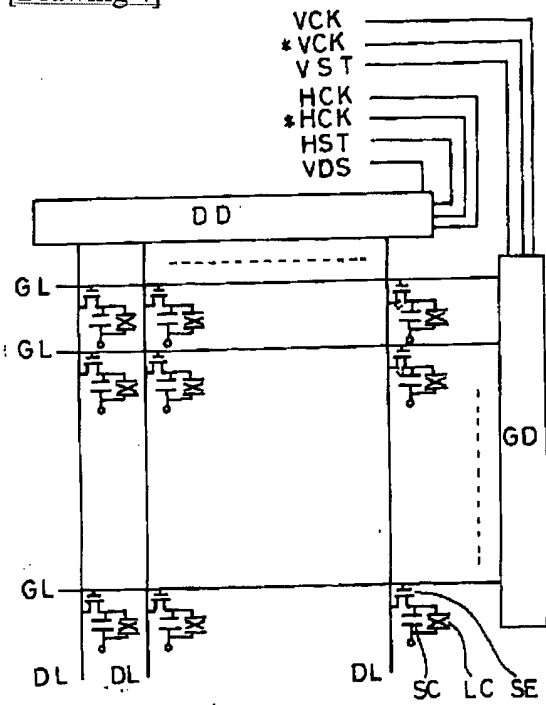 VCK
*VCK
VST
HCK
*HCK
HST
VDS
DD
GL
GL
GD
GL
DL DL DL
SC LC SE